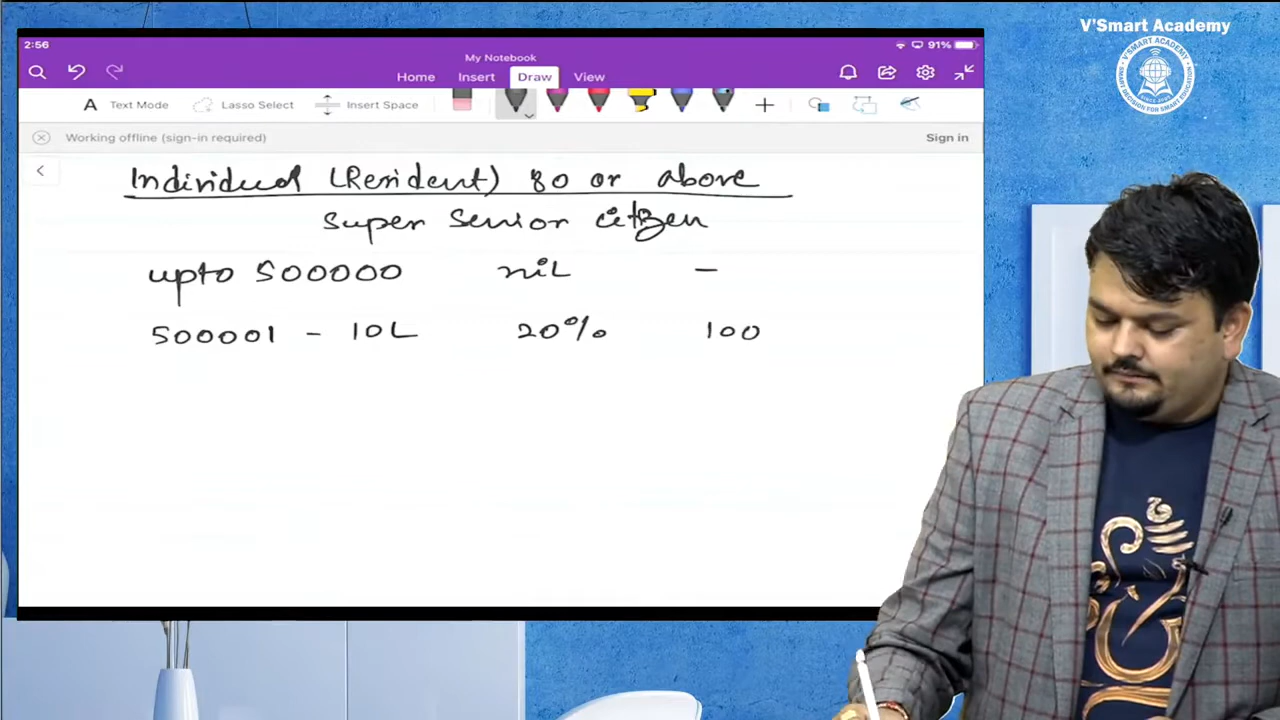 V'Smart Academy
2:56
91%
My Notebook
Home Insert Draw View
A Text Mode Lasso Select Insert Space
Working offline (sign-in required) Sign in
Individual (Resident) 80 or above
super senior citizen
upto 500000 nil -
500001 - 10L 20% 100